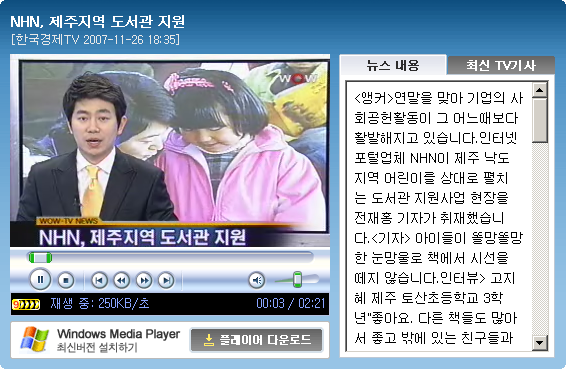 NHN, 제주지역 도서관 지원
[한국경제TV 2007-11-26 18:35]
WOW
WOW-TV NEWS
NHN, 제주지역 도서관 지원
재생 중: 250KB/초
00:03 / 02:21
Windows Media Player
최신버전 설치하기
플레이어 다운로드
뉴스 내용
최신 TV기사
<앵커>연말을 맞아 기업의 사
회공헌활동이 그 어느때보다
활발해지고 있습니다.인터넷
포털업체 NHN이 제주 낙도
지역 어린이를 상대로 펼치
는 도서관 지원사업 현장을
전재홍 기자가 취재했습니
다.<기자> 아이들이 똘망똘망
한 눈망울로 책에서 시선을
떼지 않습니다.인터뷰> 고지
혜 제주 토산초등학교 3학
년"좋아요. 다른 책들도 많아
서 좋고 밖에 있는 친구들과